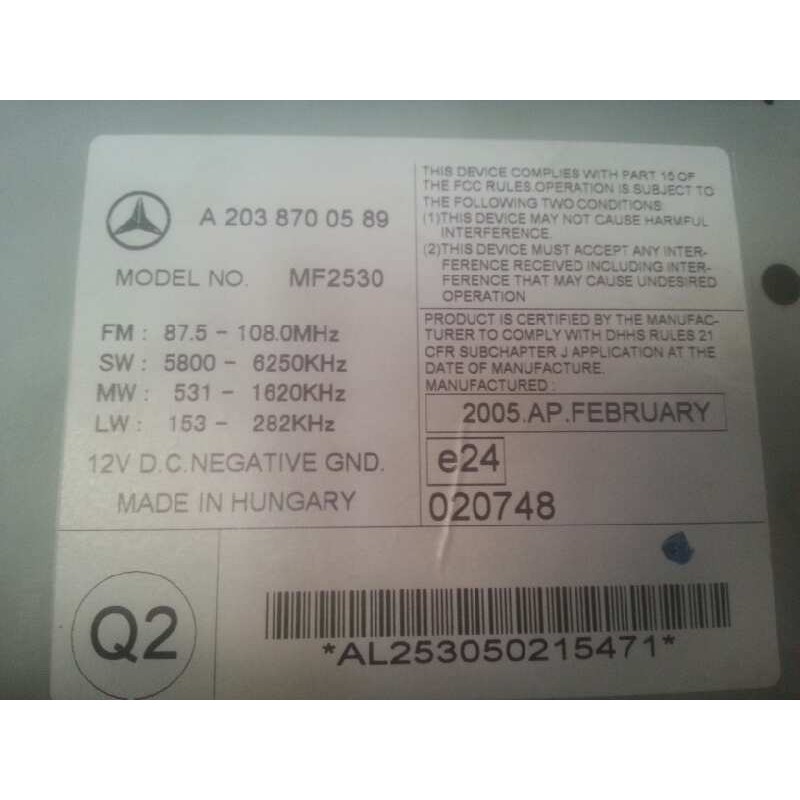 A 203 870 05 89
MODEL NO. MF2530
FM : 87.5 - 108.0MHz
SW : 5800 - 6250KHz
MW : 531 - 1620KHz
LW : 153 - 282KHz
12V D.C.NEGATIVE GND.
MADE IN HUNGARY
THIS DEVICE COMPLIES WITH PART 15 OF
THE FCC RULES.OPERATION IS SUBJECT TO
THE FOLLOWING TWO CONDITIONS:
(1)THIS DEVICE MAY NOT CAUSE HARMFUL
INTERFERENCE.
(2)THIS DEVICE MUST ACCEPT ANY INTER-
FERENCE RECEIVED INCLUDING INTER-
FERENCE THAT MAY CAUSE UNDESIRED
OPERATION
PRODUCT IS CERTIFIED BY THE MANUFAC-
TURER TO COMPLY WITH DHHS RULES 21
CFR SUBCHAPTER J APPLICATION AT THE
DATE OF MANUFACTURE.
MANUFACTURED :
2005.AP.FEBRUARY
e24
020748
Q2
*AL253050215471*